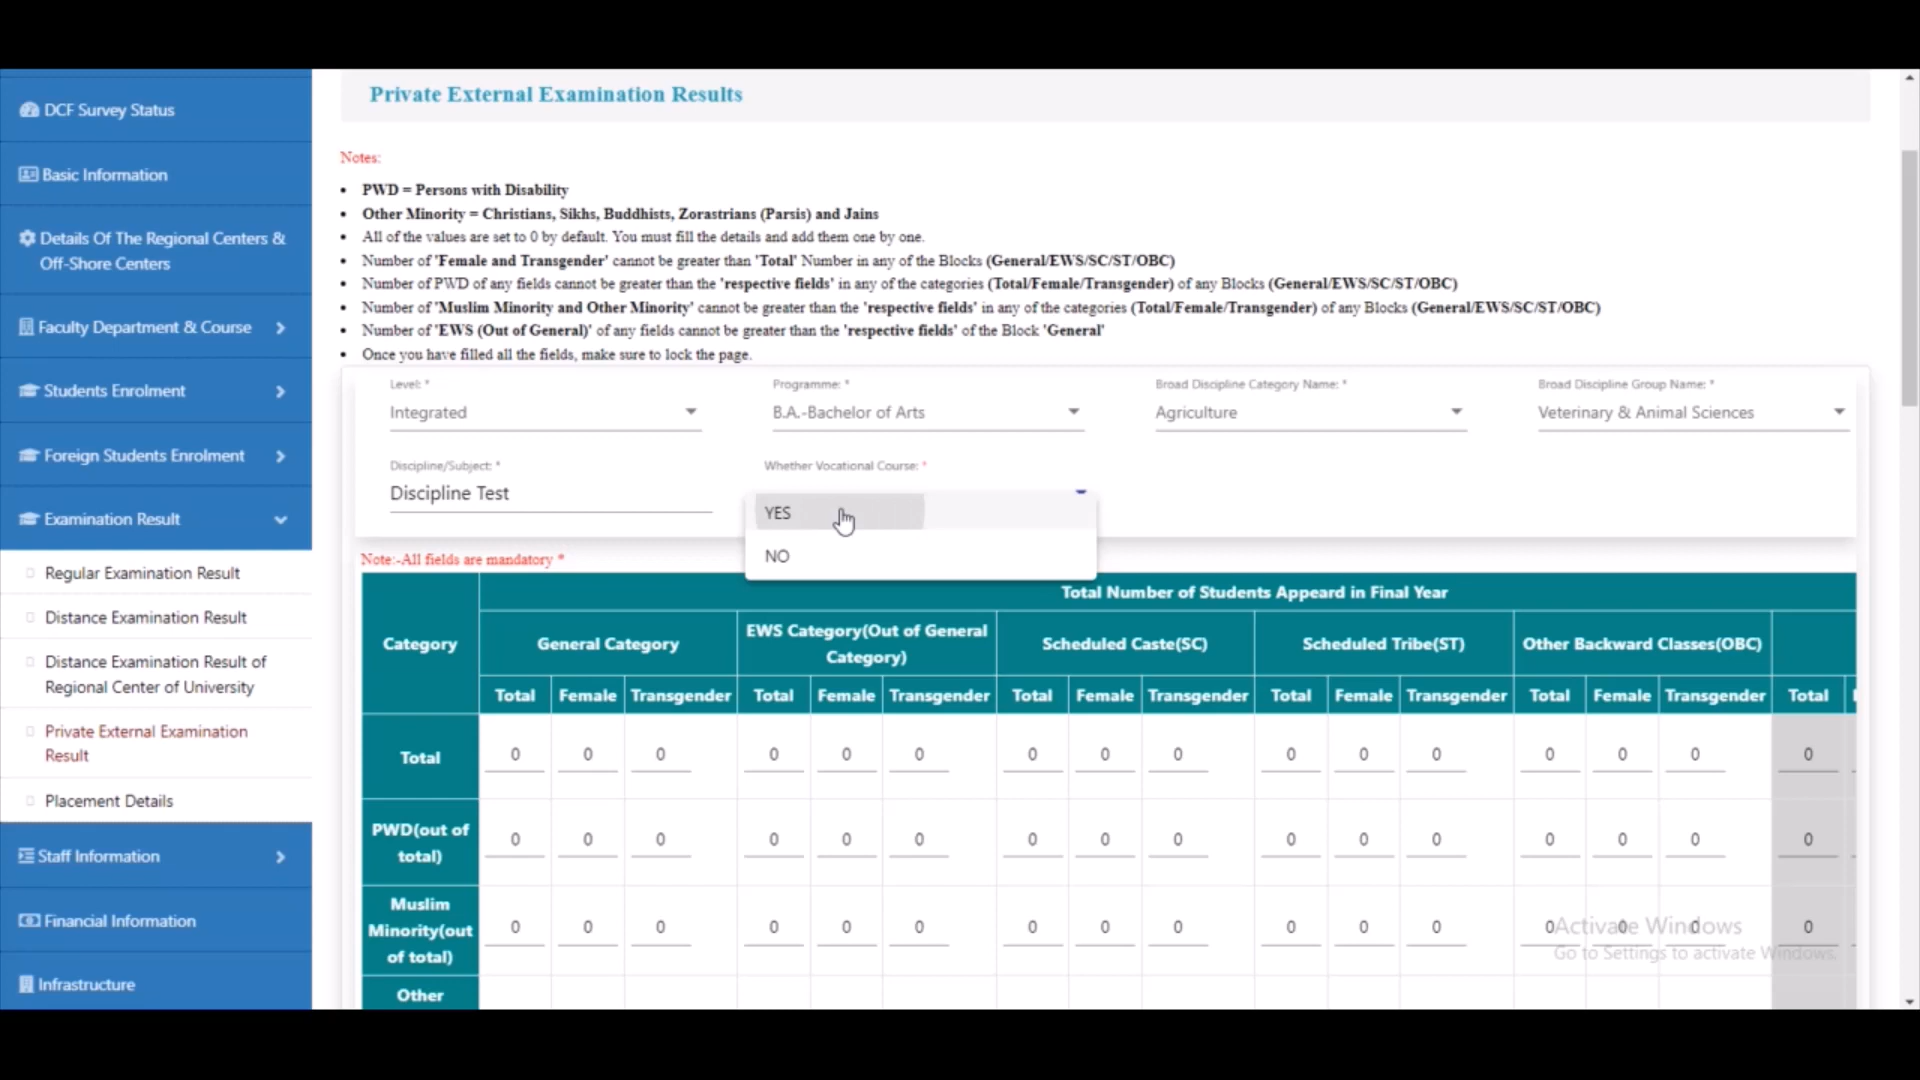 DCF Survey Status
Basic Information
Details Of The Regional Centers &
Off-Shore Centers
Faculty Department & Course
Students Enrolment
Foreign Students Enrolment
Examination Result
Regular Examination Result
Distance Examination Result
Distance Examination Result of
Regional Center of University
Private External Examination
Result
Placement Details
Staff Information
Financial Information
Infrastructure
Private External Examination Results
Notes:
• PWD = Persons with Disability
• Other Minority = Christians, Sikhs, Buddhists, Zorastrians (Parsis) and Jains
• All of the values are set to 0 by default. You must fill the details and add them one by one.
• Number of 'Female and Transgender' cannot be greater than 'Total' Number in any of the Blocks (General/EWS/SC/ST/OBC)
• Number of PWD of any fields cannot be greater than the 'respective fields' in any of the categories (Total/Female/Transgender) of any Blocks (General/EWS/SC/ST/OBC)
• Number of 'Muslim Minority and Other Minority' cannot be greater than the 'respective fields' in any of the categories (Total/Female/Transgender) of any Blocks (General/EWS/SC/ST/OBC)
• Number of 'EWS (Out of General)' of any fields cannot be greater than the 'respective fields' of the Block 'General'
• Once you have filled all the fields, make sure to lock the page.
Level: * Programme: * Broad Discipline Category Name: * Broad Discipline Group Name: *
Integrated B.A.-Bachelor of Arts Agriculture Veterinary & Animal Sciences
Discipline/Subject: * Whether Vocational Course: *
Discipline Test
YES
NO
Note:-All fields are mandatory *
Total Number of Students Appeard in Final Year
Category General Category EWS Category(Out of General Category) Scheduled Caste(SC) Scheduled Tribe(ST) Other Backward Classes(OBC)
Total Female Transgender Total Female Transgender Total Female Transgender Total Female Transgender Total Female Transgender Total
Total 0 0 0 0 0 0 0 0 0 0 0 0 0 0 0 0
PWD(out of total) 0 0 0 0 0 0 0 0 0 0 0 0 0 0 0 0
Muslim Minority(out of total) 0 0 0 0 0 0 0 0 0 0 0 0 0 0 0 0
Other
Activate Windows
Go to Settings to activate Windows.